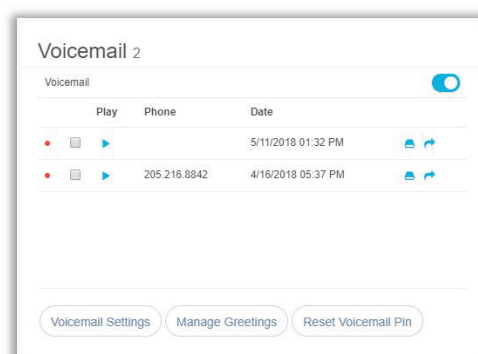 Voicemail 2
Voicemail
Play Phone Date
5/11/2018 01:32 PM
205.216.8842 4/16/2018 05:37 PM
Voicemail Settings Manage Greetings Reset Voicemail Pin